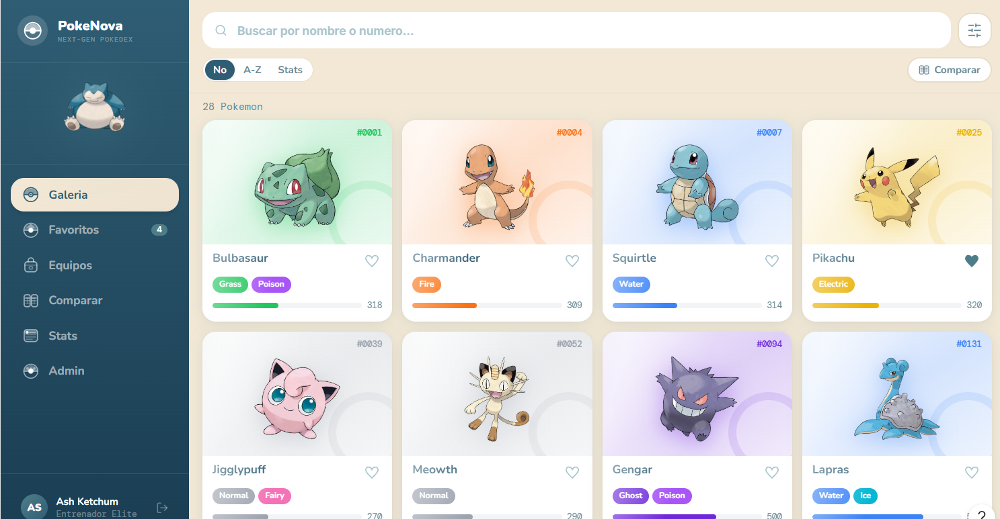 PokeNova
NEXT-GEN POKEDEX
Galeria
Favoritos 4
Equipos
Comparar
Stats
Admin
AS
Ash Ketchum
Entrenador Elite
Buscar por nombre o numero...
No A-Z Stats
Comparar
28 Pokemon
#0001
Bulbasaur
Grass Poison
318
#0004
Charmander
Fire
309
#0007
Squirtle
Water
314
#0025
Pikachu
Electric
320
#0039
Jigglypuff
Normal Fairy
270
#0052
Meowth
Normal
290
#0094
Gengar
Ghost Poison
500
#0131
Lapras
Water Ice
?